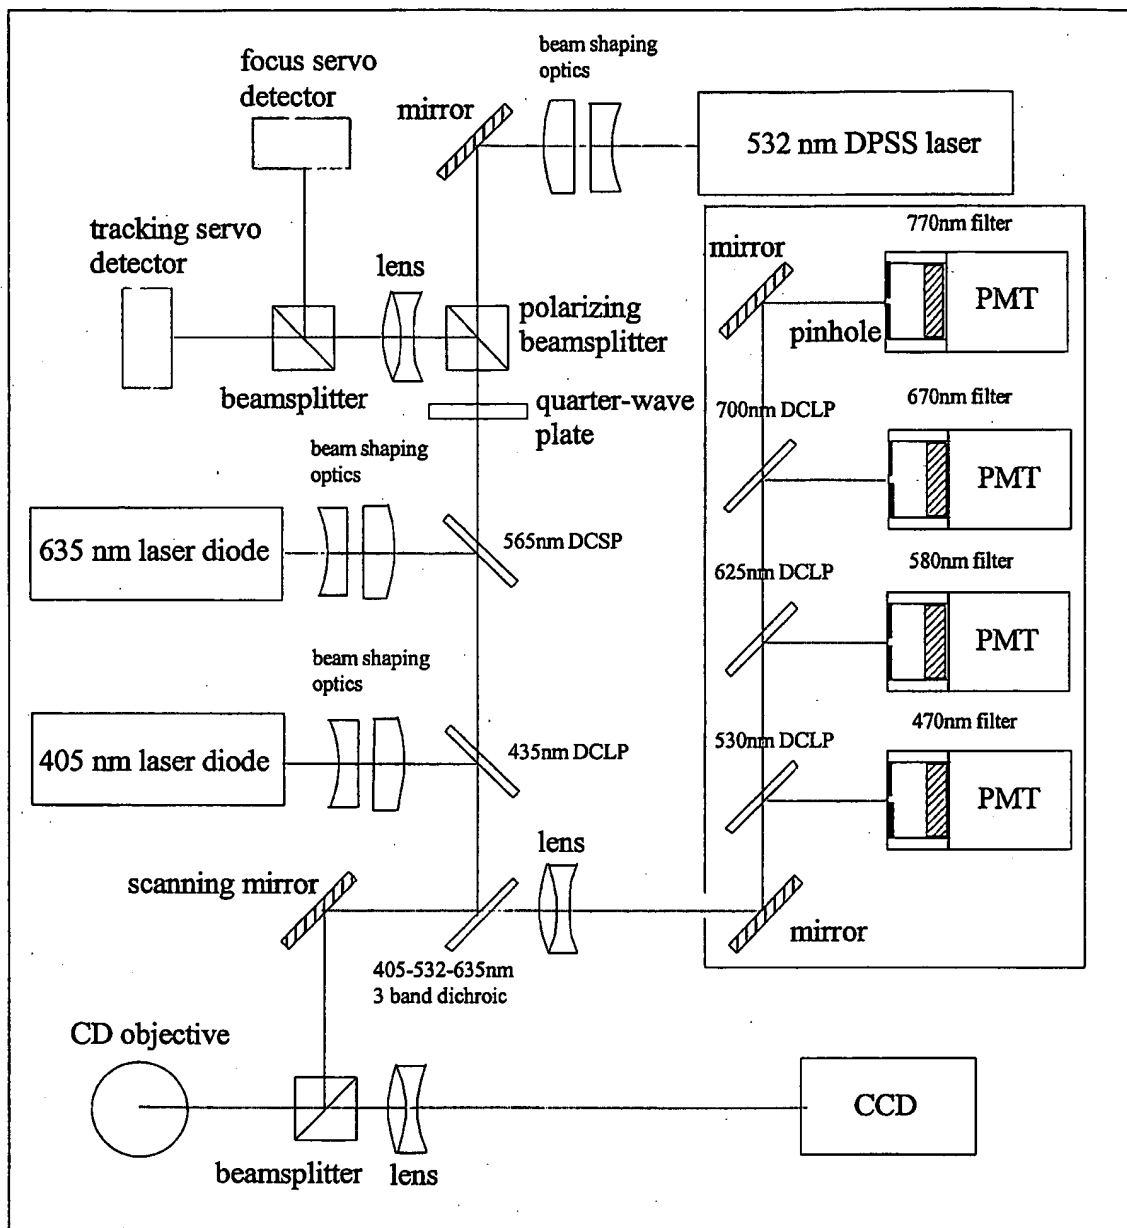 beam shaping
optics
focus servo
detector
mirror
532 nm DPSS laser
tracking servo
detector
lens
polarizing
beamsplitter
beamsplitter
quarter-wave
plate
mirror
770nm filter
PMT
pinhole
700nm DCLP
670nm filter
PMT
beam shaping
optics
635 nm laser diode
565nm DCSP
625nm DCLP
580nm filter
PMT
beam shaping
optics
405 nm laser diode
435nm DCLP
530nm DCLP
470nm filter
PMT
scanning mirror
lens
mirror
405-532-635nm
3 band dichroic
CD objective
beamsplitter
lens
CCD